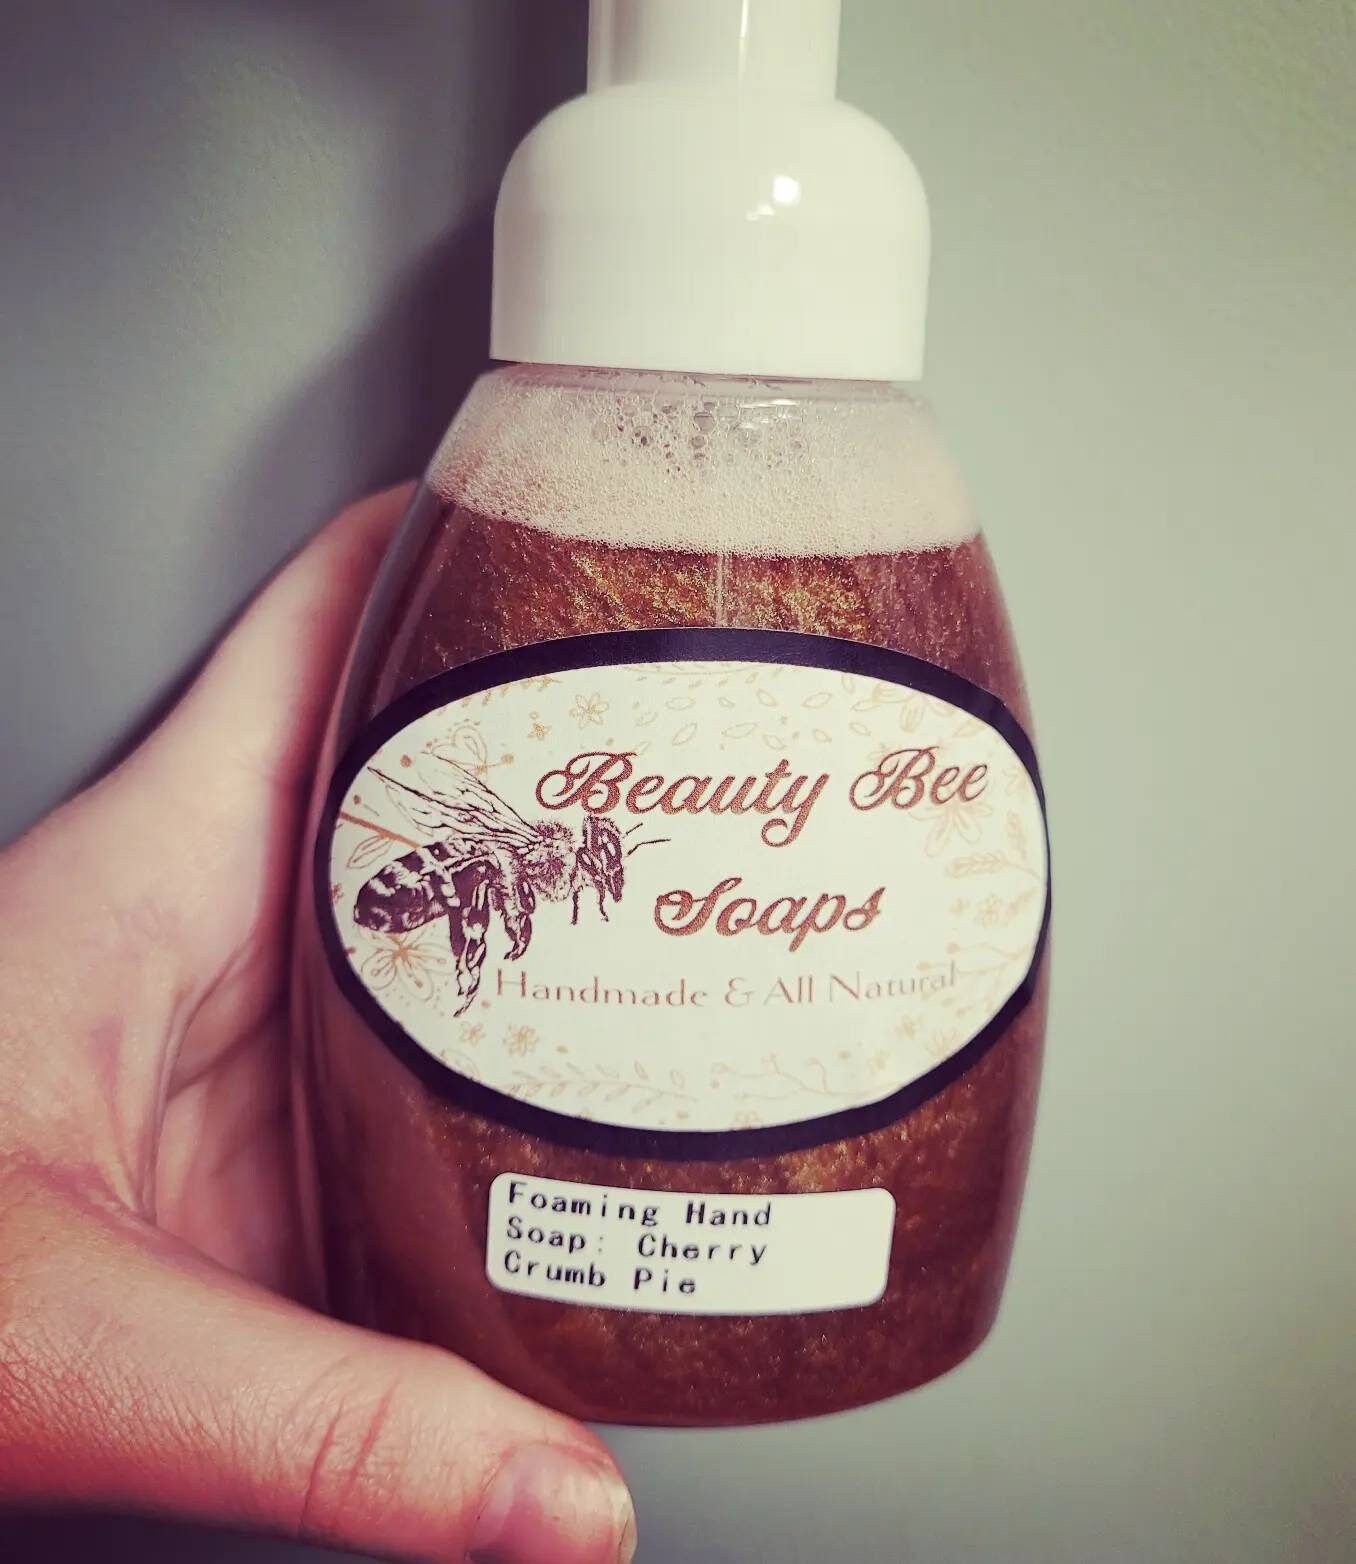 Beauty Bee
Soaps
Handmade & All Natural
Foaming Hand
Soap: Cherry
Crumb Pie